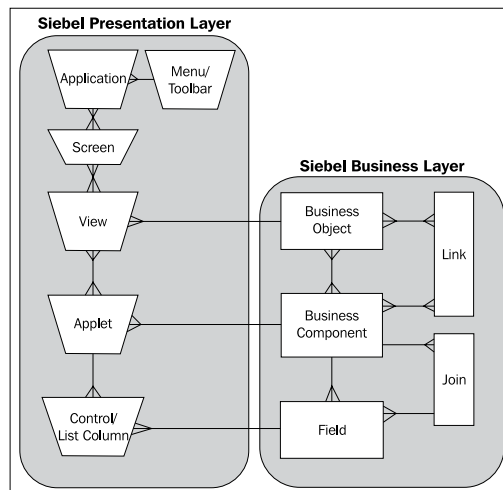 Siebel Presentation Layer
Application
Menu/
Toolbar
Screen
View
Applet
Control/
List Column
Siebel Business Layer
Business
Object
Link
Business
Component
Join
Field